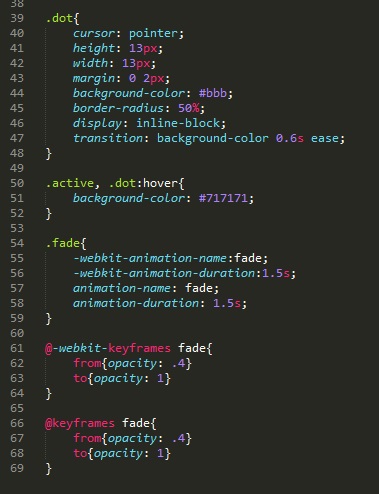 38
39 .dot{
40     cursor: pointer;
41     height: 13px;
42     width: 13px;
43     margin: 0 2px;
44     background-color: #bbb;
45     border-radius: 50%;
46     display: inline-block;
47     transition: background-color 0.6s ease;
48 }
49
50 .active, .dot:hover{
51     background-color: #717171;
52 }
53
54 .fade{
55     -webkit-animation-name:fade;
56     -webkit-animation-duration:1.5s;
57     animation-name: fade;
58     animation-duration: 1.5s;
59 }
60
61 @-webkit-keyframes fade{
62     from{opacity: .4}
63     to{opacity: 1}
64 }
65
66 @keyframes fade{
67     from{opacity: .4}
68     to{opacity: 1}
69 }